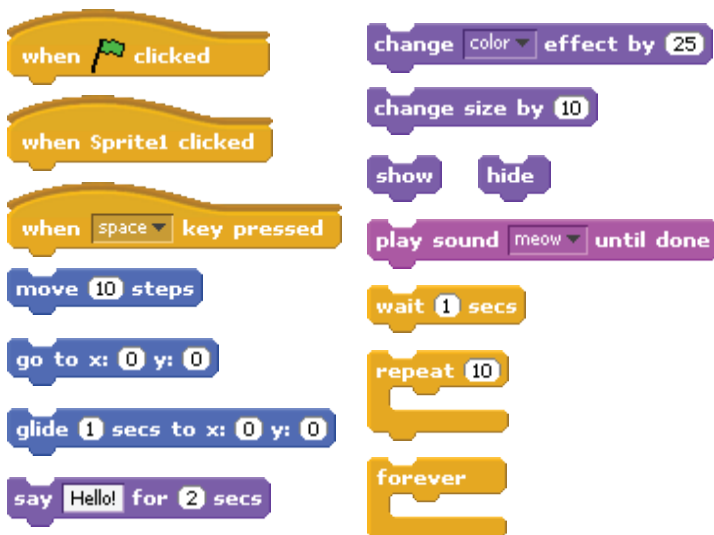 when clicked
when Sprite1 clicked
when space key pressed
move 10 steps
go to x: 0 y: 0
glide 1 secs to x: 0 y: 0
say Hello! for 2 secs
change color effect by 25
change size by 10
show hide
play sound meow until done
wait 1 secs
repeat 10
forever